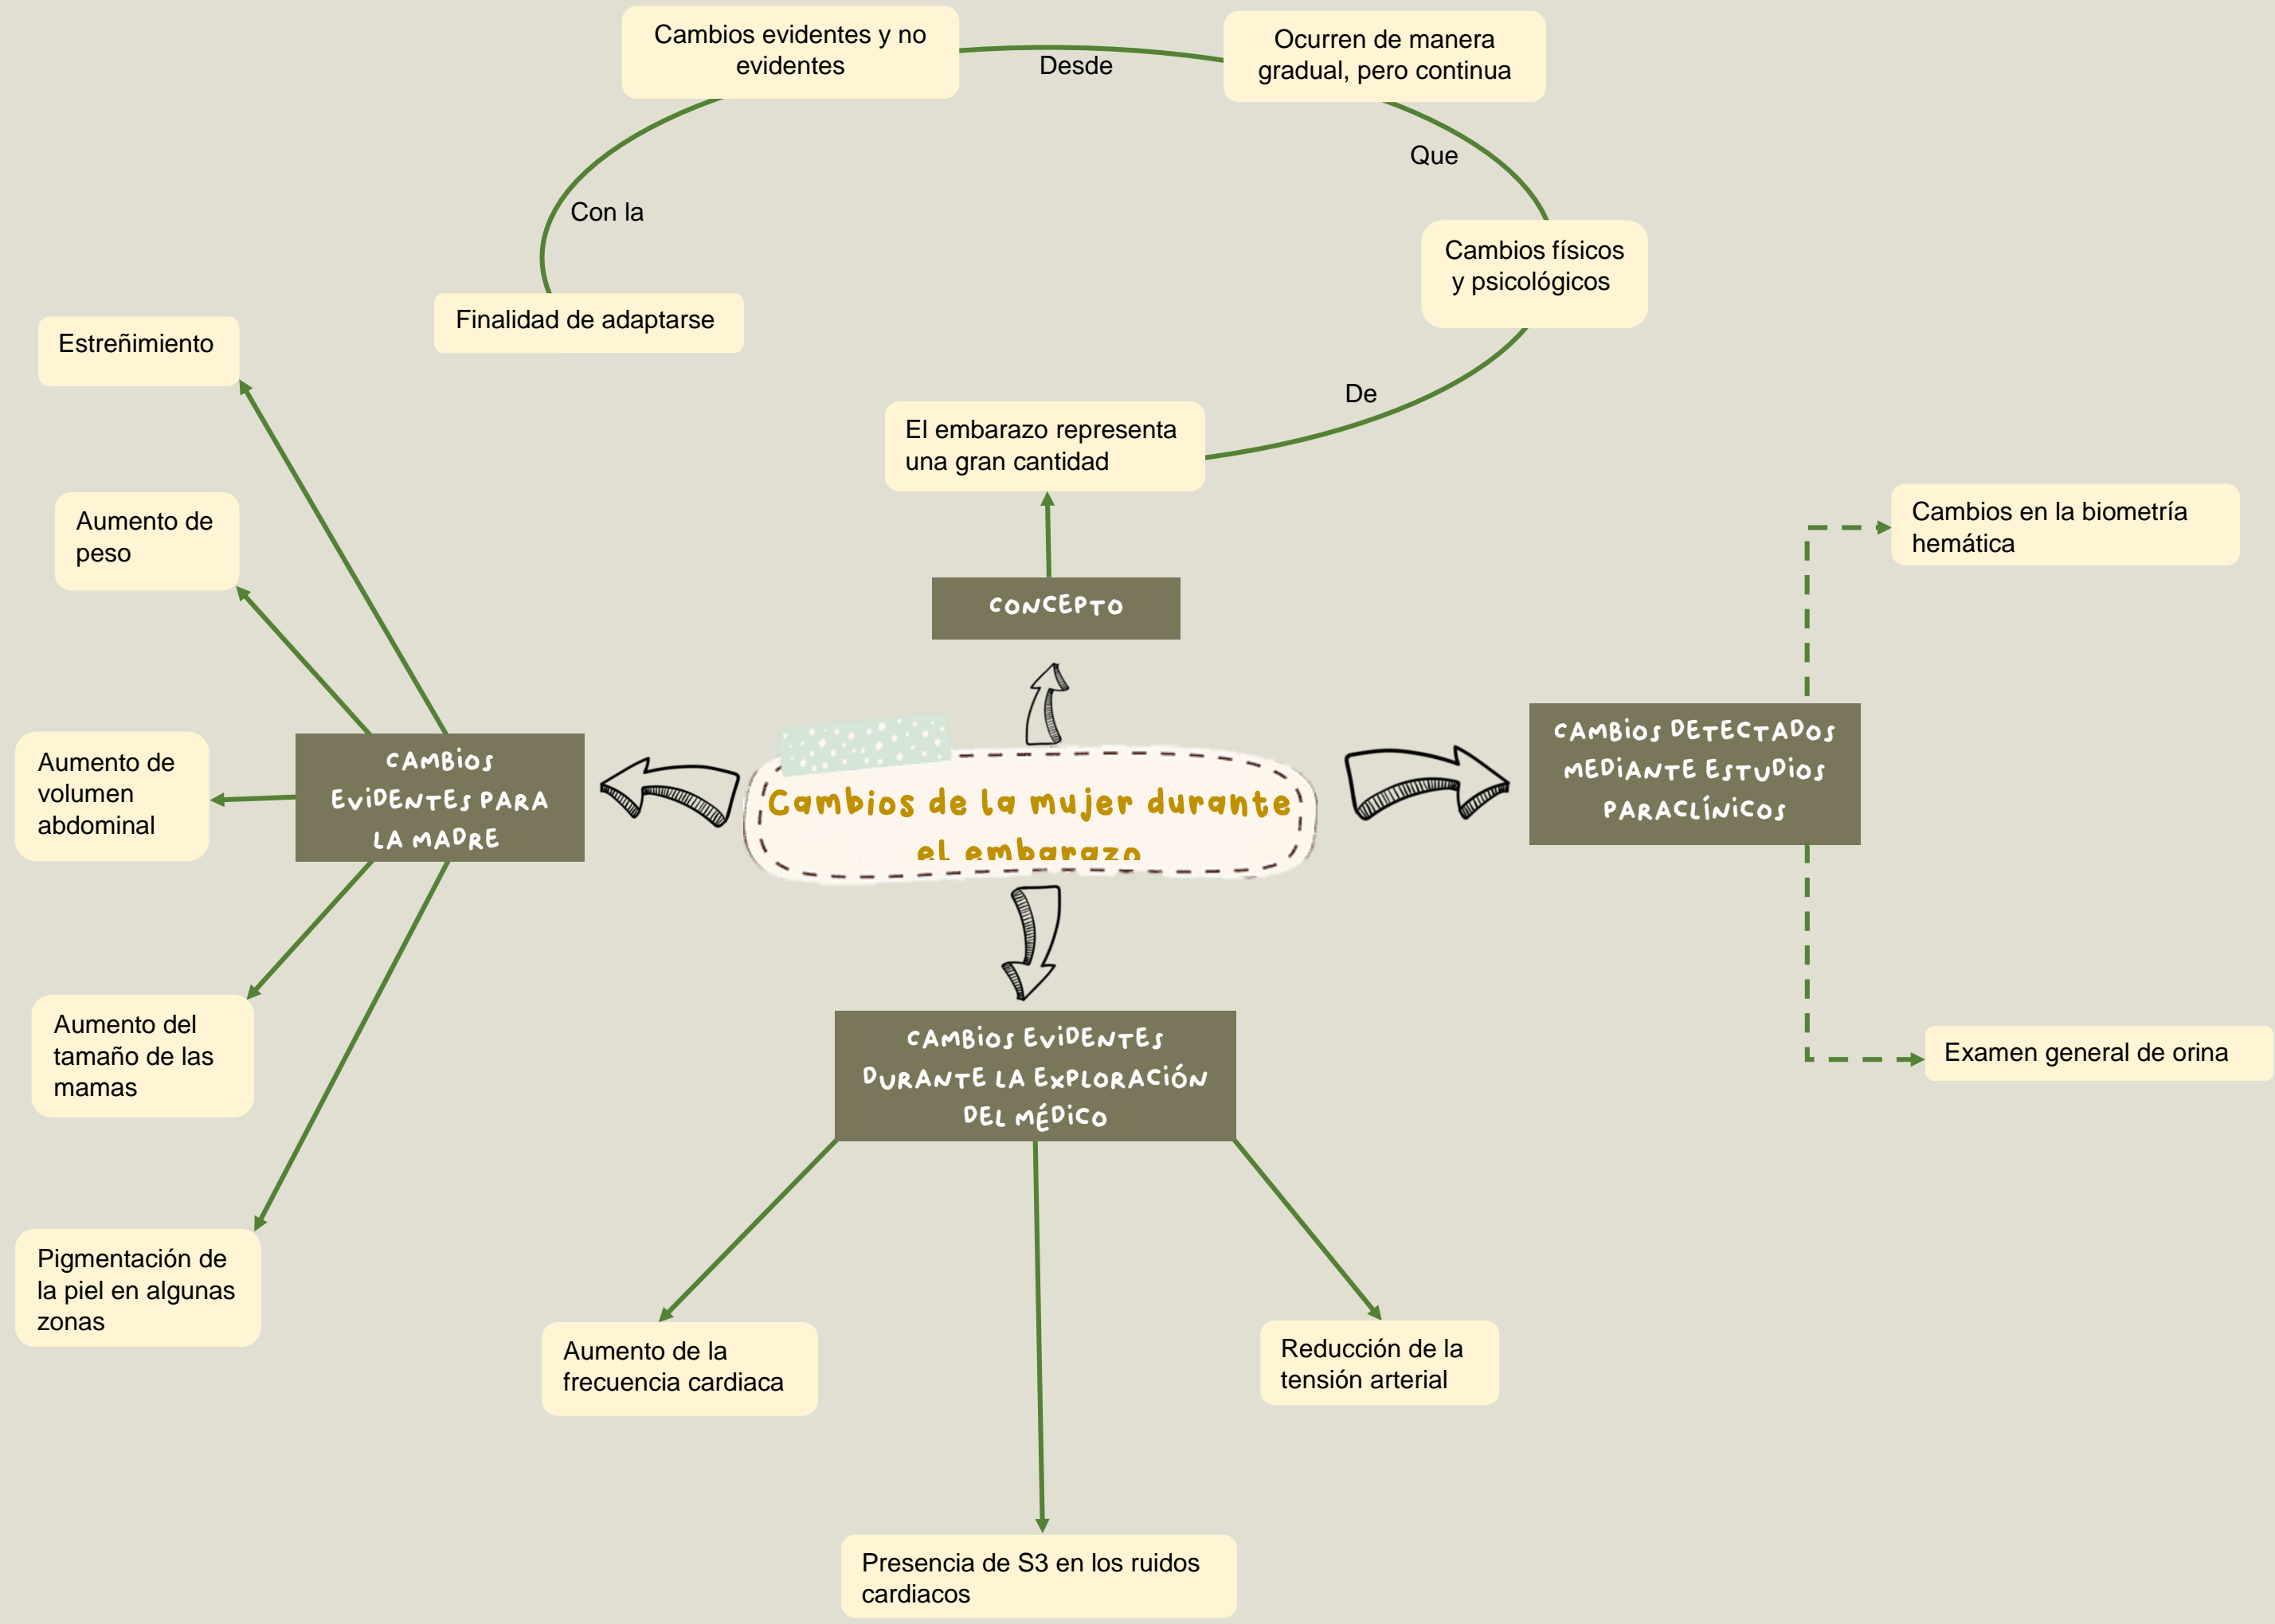 Cambios evidentes y no
evidentes
Desde
Ocurren de manera
gradual, pero continua
Que
Con la
Cambios físicos
y psicológicos
Finalidad de adaptarse
De
El embarazo representa
una gran cantidad
CONCEPTO
Estreñimiento
Aumento de
peso
Aumento de
volumen
abdominal
Aumento del
tamaño de las
mamas
Pigmentación de
la piel en algunas
zonas
CAMBIOS
EVIDENTES PARA
LA MADRE
Cambios de la mujer durante
el embarazo
CAMBIOS DETECTADOS
MEDIANTE ESTUDIOS
PARACLÍNICOS
Cambios en la biometría
hemática
Examen general de orina
CAMBIOS EVIDENTES
DURANTE LA EXPLORACIÓN
DEL MÉDICO
Aumento de la
frecuencia cardiaca
Reducción de la
tensión arterial
Presencia de S3 en los ruidos
cardiacos